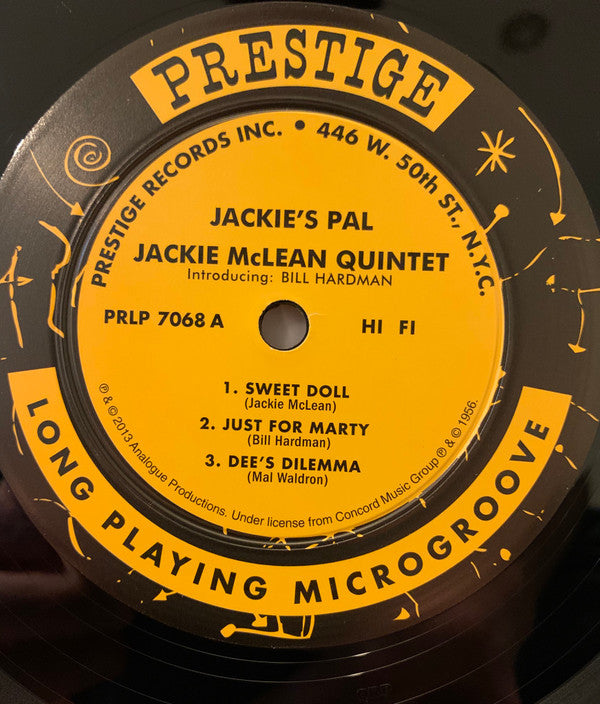 PRESTIGE
PRESTIGE RECORDS INC. • 446 W. 50th ST., N.Y.C.
JACKIE'S PAL
JACKIE McLEAN QUINTET
Introducing: BILL HARDMAN
PRLP 7068 A HI FI
1. SWEET DOLL
(Jackie McLean)
2. JUST FOR MARTY
(Bill Hardman)
3. DEE'S DILEMMA
(Mal Waldron)
℗ & © 2013 Analogue Productions. Under license from Concord Music Group ℗ & © 1956.
LONG PLAYING MICROGROOVE